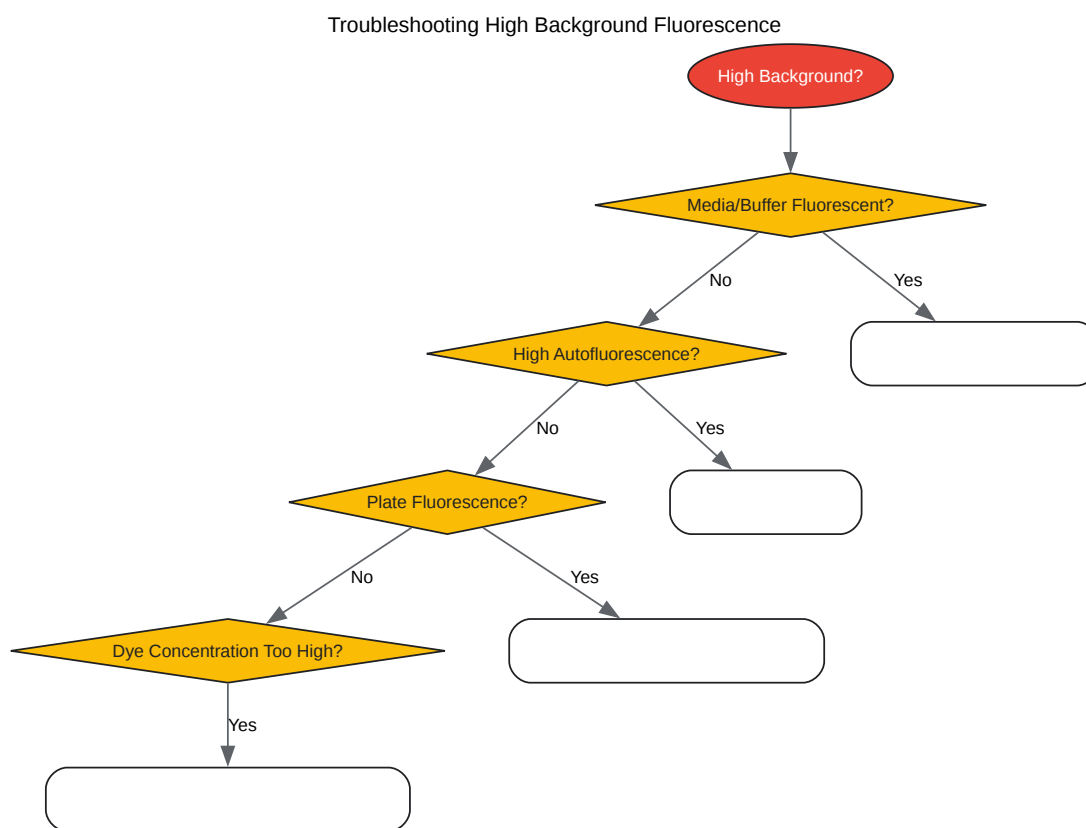 Troubleshooting High Background Fluorescence
High Background?
Media/Buffer Fluorescent?
No
Yes
High Autofluorescence?
No
Yes
Plate Fluorescence?
No
Yes
Dye Concentration Too High?
Yes